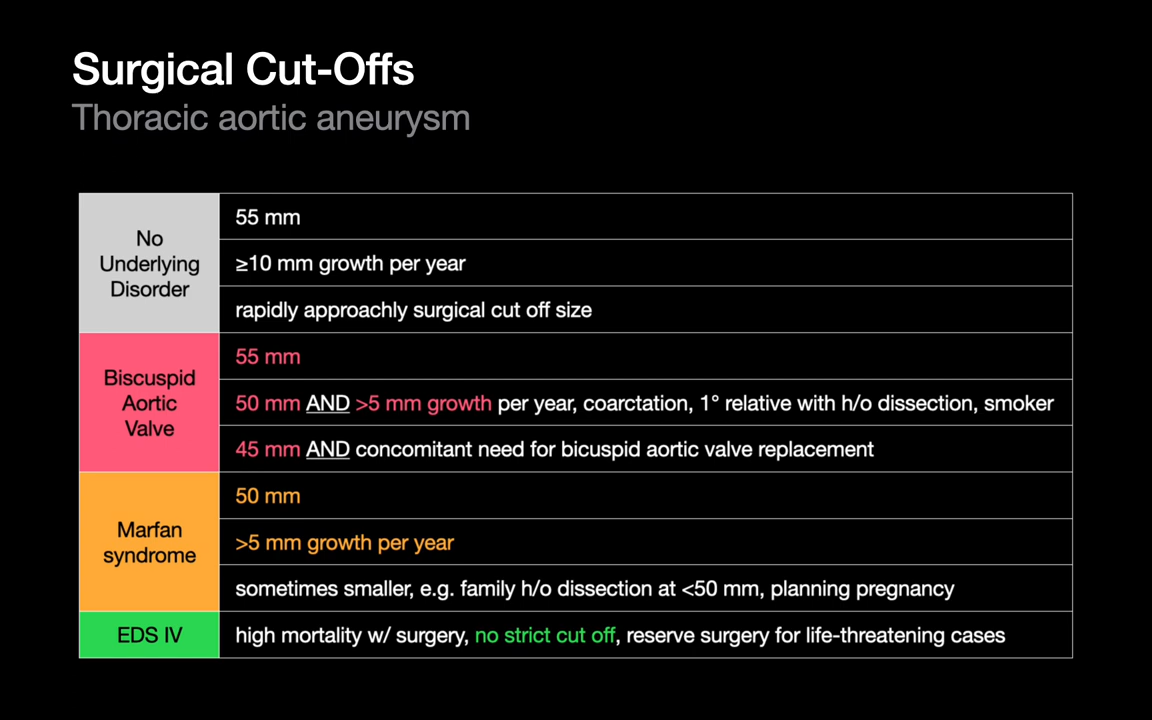 Surgical Cut-Offs
Thoracic aortic aneurysm
No
Underlying
Disorder
55 mm
≥10 mm growth per year
rapidly approachly surgical cut off size
Biscuspid
Aortic
Valve
55 mm
50 mm AND >5 mm growth per year, coarctation, 1° relative with h/o dissection, smoker
45 mm AND concomitant need for bicuspid aortic valve replacement
Marfan
syndrome
50 mm
>5 mm growth per year
sometimes smaller, e.g. family h/o dissection at <50 mm, planning pregnancy
EDS IV
high mortality w/ surgery, no strict cut off, reserve surgery for life-threatening cases